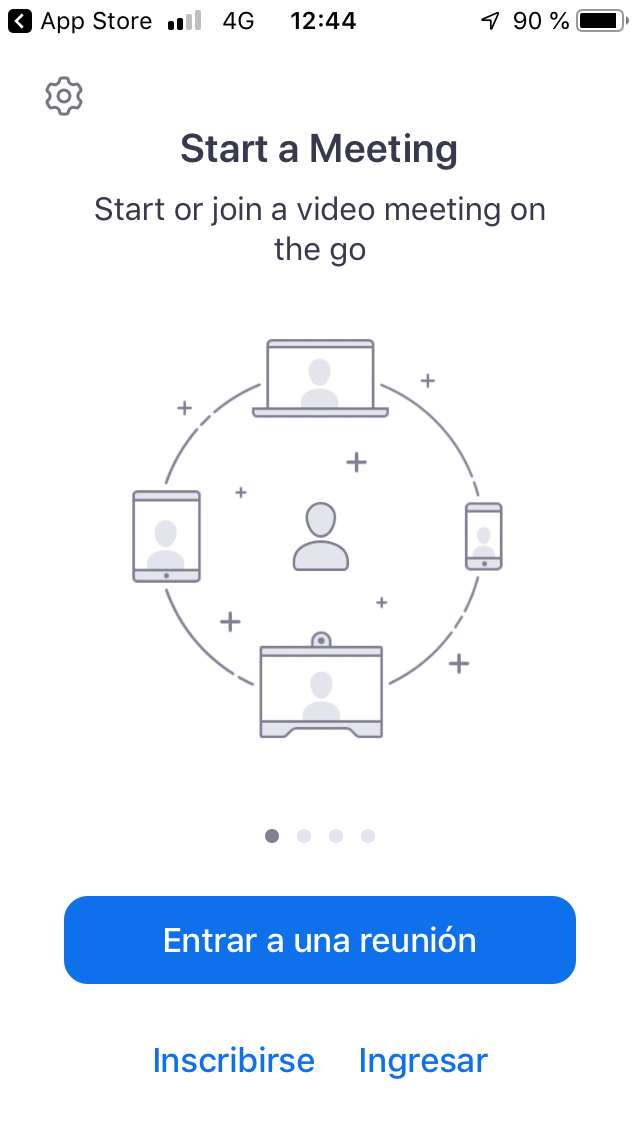 App Store 4G 12:44 90 %
Start a Meeting
Start or join a video meeting on
the go
Entrar a una reunión
Inscribirse Ingresar